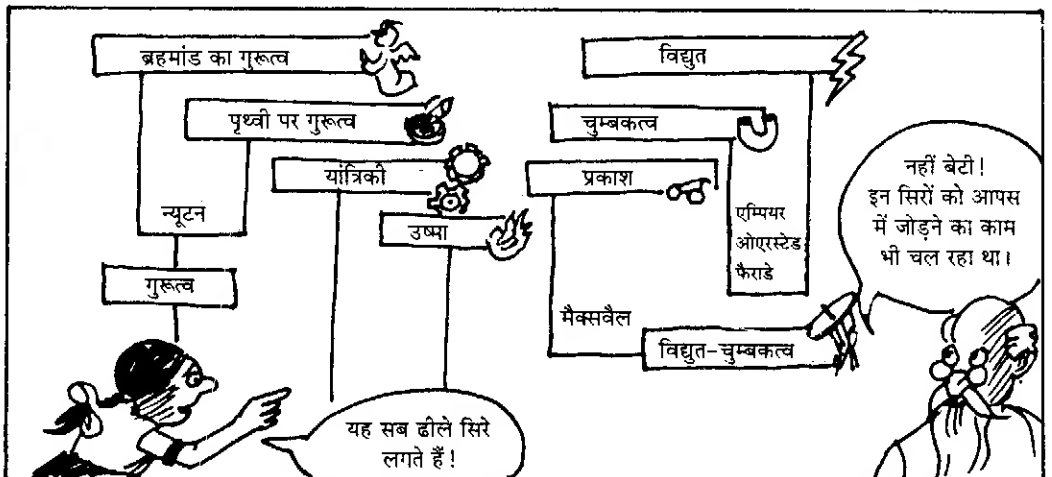 ब्रहमांड का गुरूत्व
पृथ्वी पर गुरूत्व
यांत्रिकी
उष्मा
न्यूटन
गुरूत्व
विद्युत
चुम्बकत्व
प्रकाश
एम्पियर
ओएरस्टेड
फैराडे
मैक्सवैल
विद्युत-चुम्बकत्व
यह सब ढीले सिरे
लगते हैं!
नहीं बेटी!
इन सिरों को आपस
में जोड़ने का काम
भी चल रहा था।